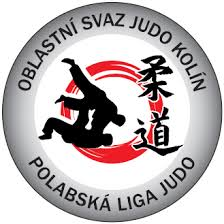 OBLASTNÍ SVAZ JUDO KOLÍN
柔道
POLABSKÁ LIGA JUDO